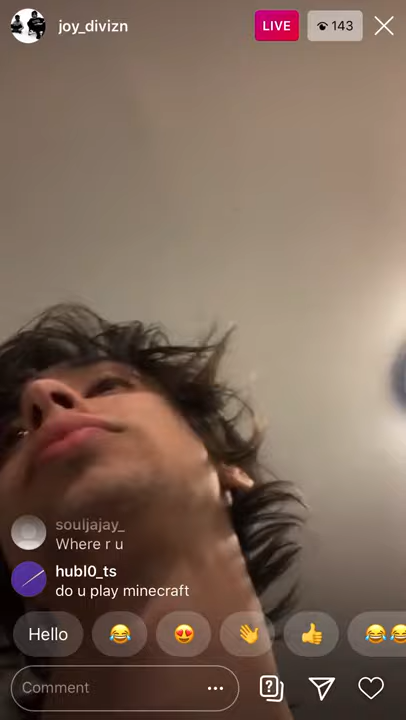 joy_divizn
LIVE
143
souljajay_
Where r u
hubl0_ts
do u play minecraft
Hello
Comment